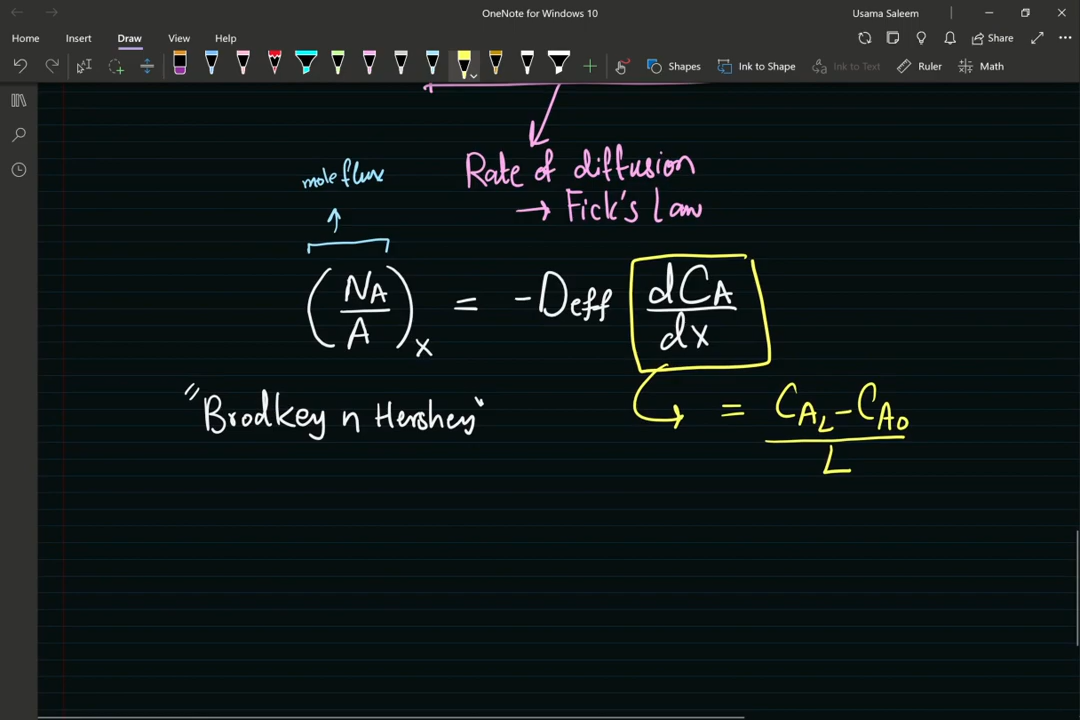 OneNote for Windows 10
Usama Saleem
Home Insert Draw View Help
Share
Shapes Ink to Shape Ink to Text Ruler Math
mole flux
Rate of diffusion
→ Fick's Law
(NA/A)x = -Deff dCA/dx
"Brodkey n Hershey"
= CAL - CA0
L